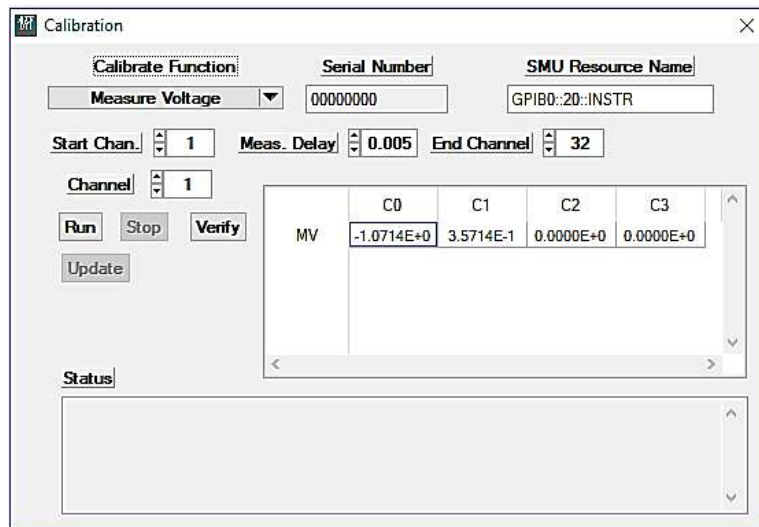 Calibration
Calibrate Function Serial Number SMU Resource Name
Measure Voltage 00000000 GPIB0::20::INSTR
Start Chan. 1 Meas. Delay 0.005 End Channel 32
Channel 1
C0 C1 C2 C3
Run Stop Verify
MV -1.0714E+0 3.5714E-1 0.0000E+0 0.0000E+0
Update
Status